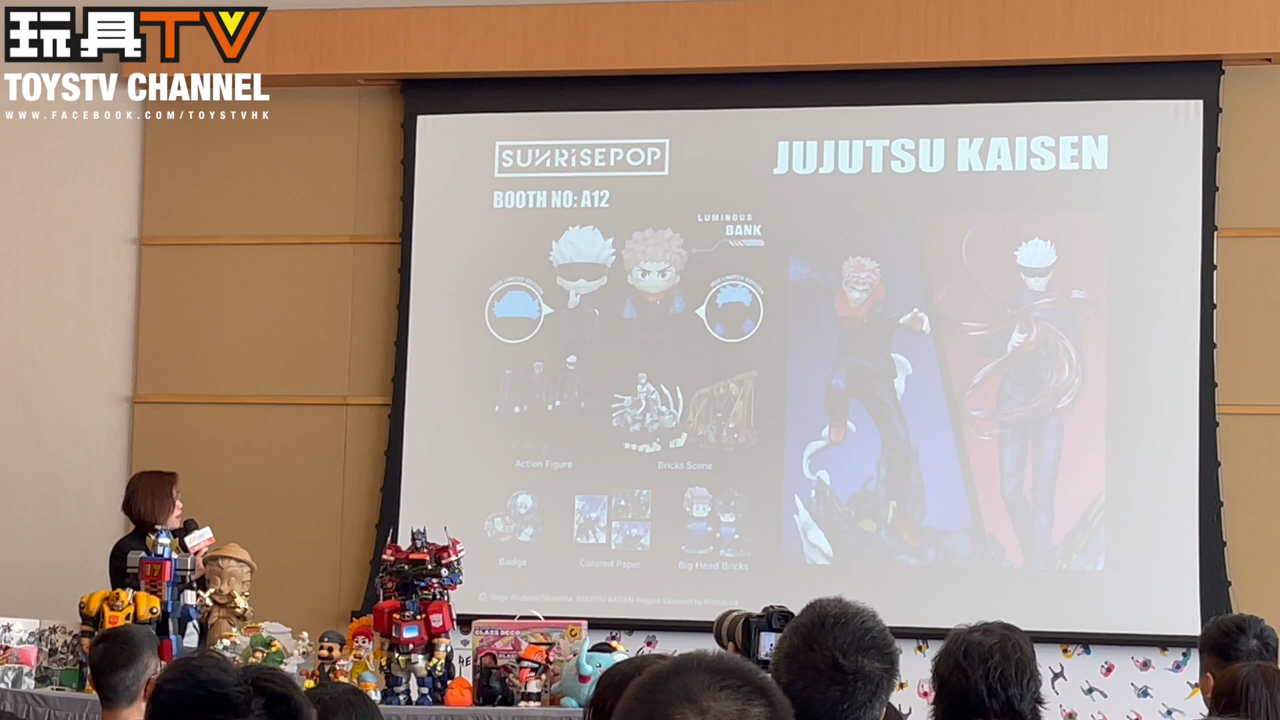 玩具TV
TOYSTV CHANNEL
WWW.FACEBOOK.COM/TOYSTVHK
SUNRISEPOP
JUJUTSU KAISEN
BOOTH NO: A12
LUMINOUS
BANK
Action Figure
Bricks Scene
Badge
Colored Paper
Big Head Bricks
17